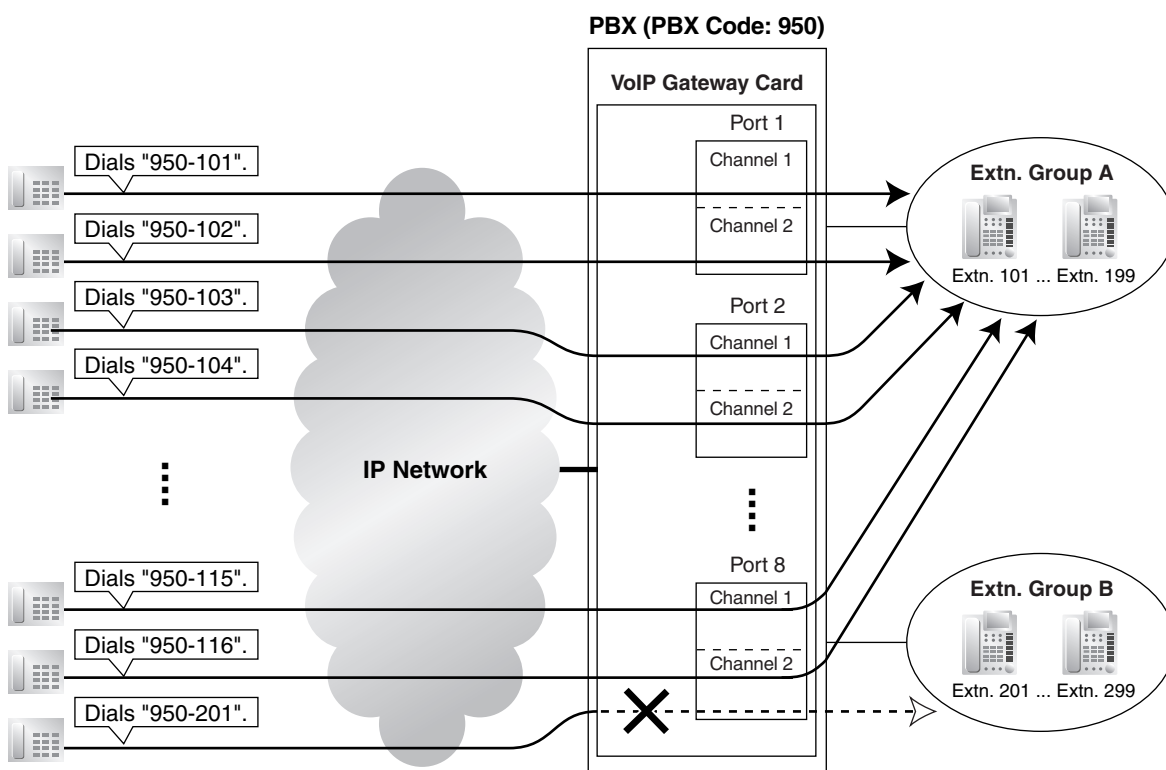 PBX (PBX Code: 950)
VoIP Gateway Card
Port 1
Dials "950-101".
Channel 1
Extn. Group A
Dials "950-102".
Channel 2
Extn. 101 ... Extn. 199
Dials "950-103".
Port 2
Channel 1
Dials "950-104".
Channel 2
IP Network
Port 8
Dials "950-115".
Channel 1
Extn. Group B
Dials "950-116".
Channel 2
Extn. 201 ... Extn. 299
Dials "950-201".